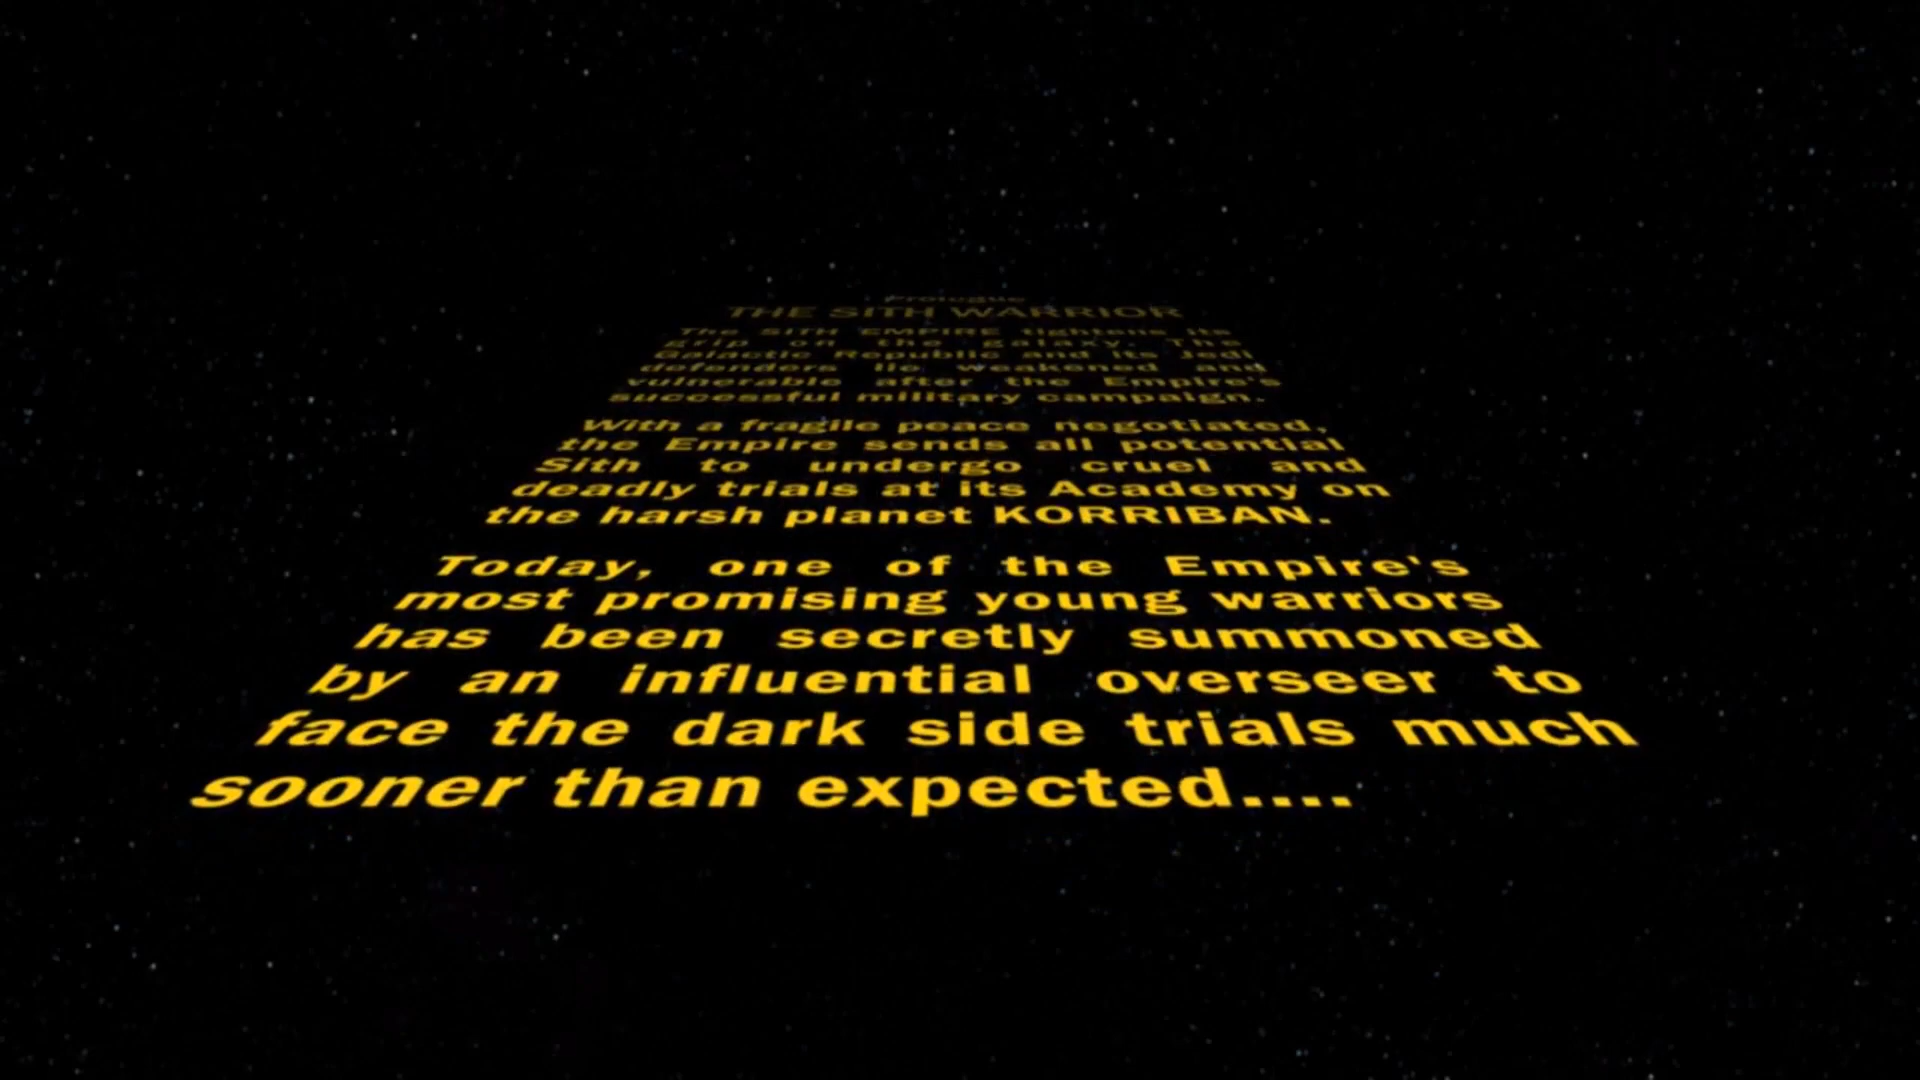 Prologue
THE SITH WARRIOR
The SITH EMPIRE tightens its
grip on the galaxy. The
Galactic Republic and its Jedi
defenders lie weakened and
vulnerable after the Empire's
successful military campaign.
With a fragile peace negotiated,
the Empire sends all potential
Sith to undergo cruel and
deadly trials at its Academy on
the harsh planet KORRIBAN.
Today, one of the Empire's
most promising young warriors
has been secretly summoned
by an influential overseer to
face the dark side trials much
sooner than expected....